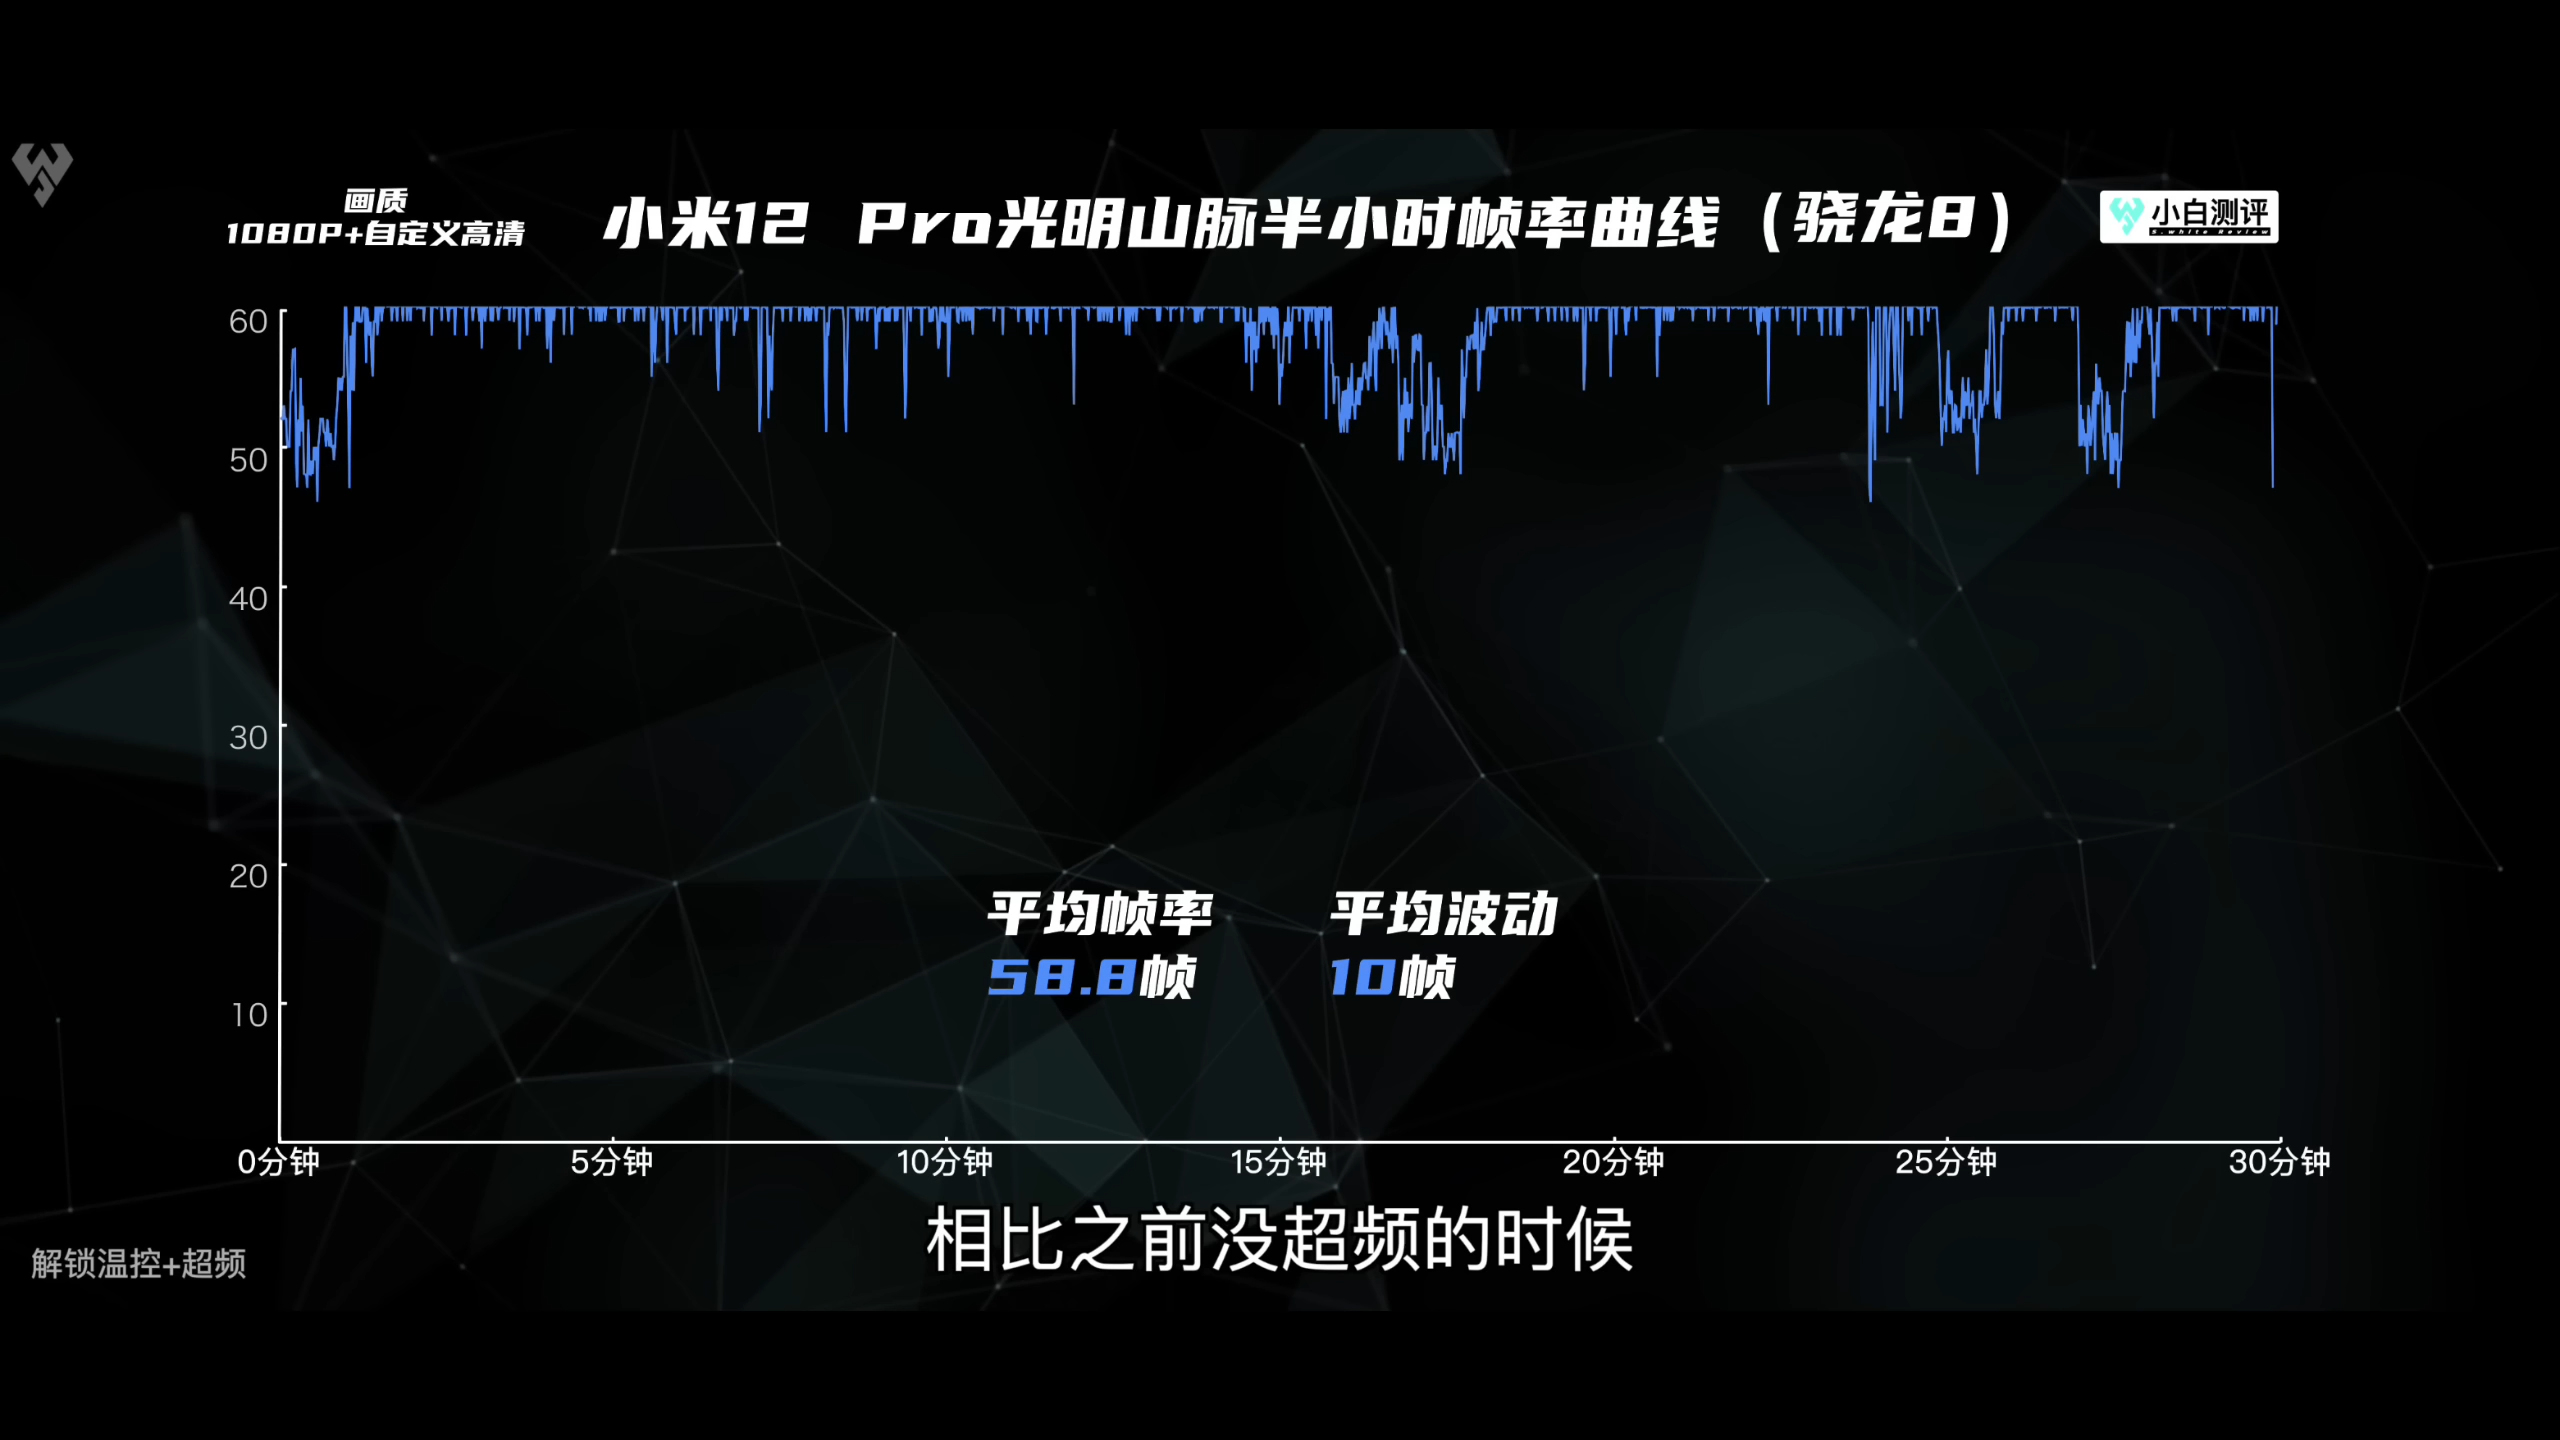 画质
1080P+自定义高清
小米12 Pro光明山脉半小时帧率曲线（骁龙8）
小白测评
S.white Review
60
50
40
30
20
10
平均帧率 平均波动
58.8帧 10帧
0分钟 5分钟 10分钟 15分钟 20分钟 25分钟 30分钟
相比之前没超频的时候
解锁温控+超频